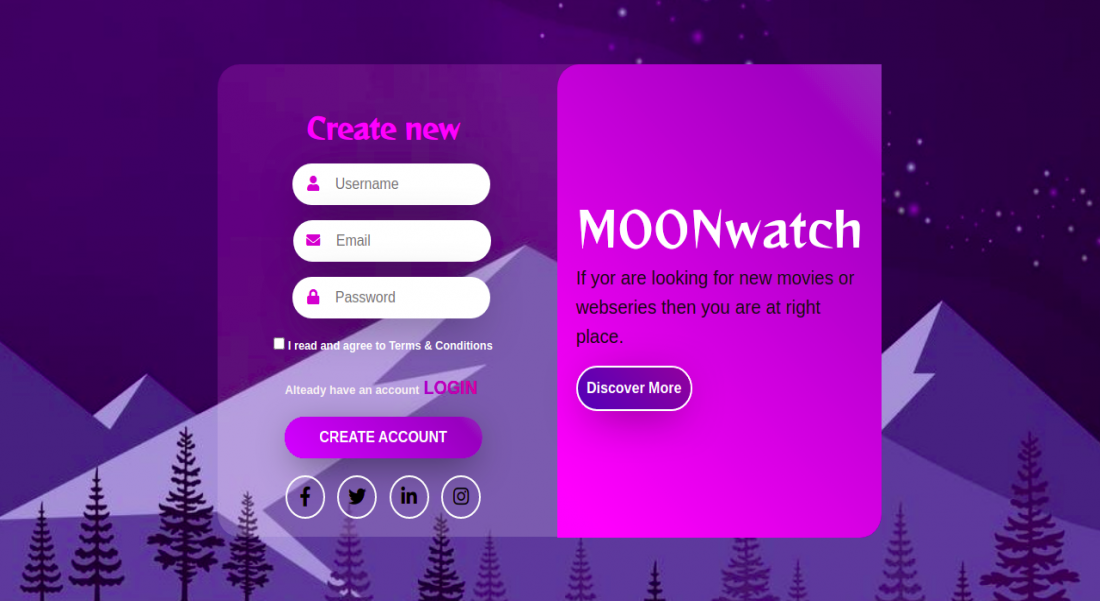 Create new
Username
Email
Password
I read and agree to Terms & Conditions
Alteady have an account LOGIN
CREATE ACCOUNT
MOONwatch
If yor are looking for new movies or
webseries then you are at right
place.
Discover More